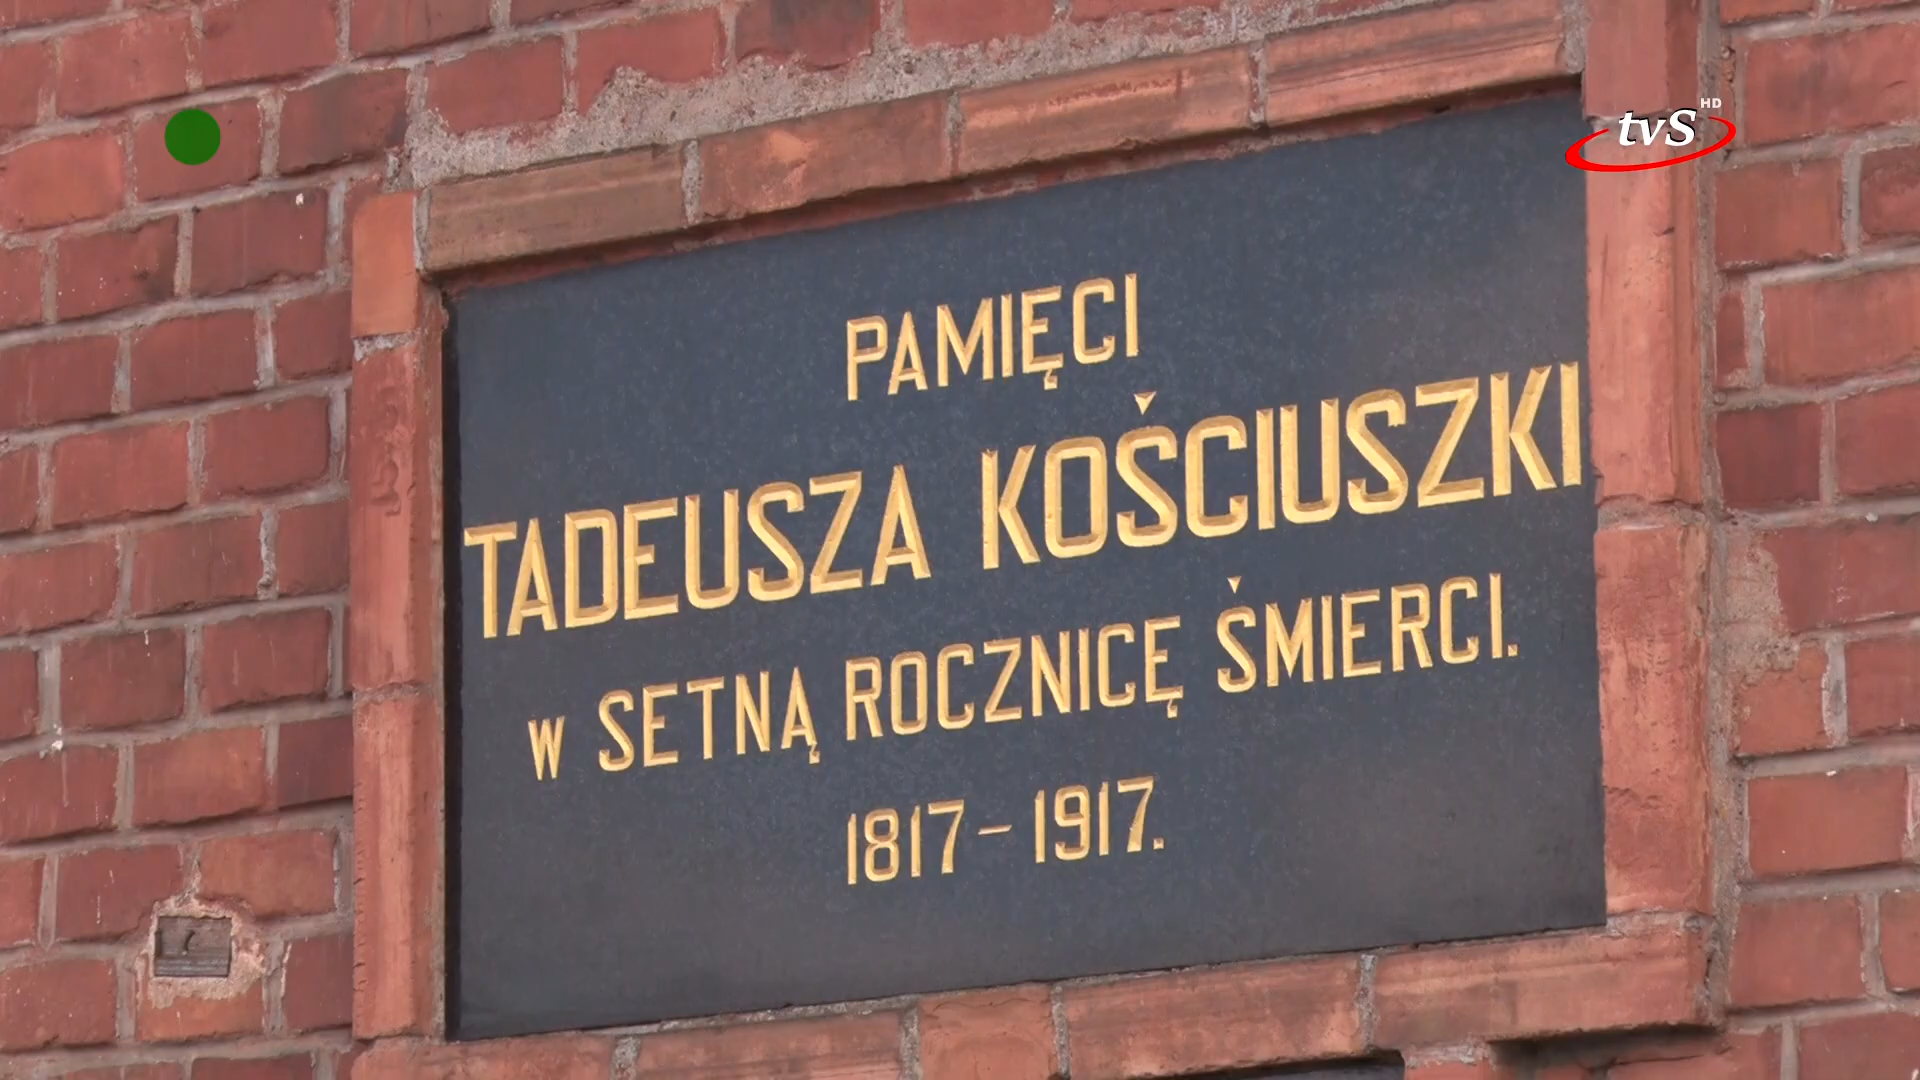 tvS HD
PAMIĘCI
TADEUSZA KOŚCIUSZKI
W SETNĄ ROCZNICĘ ŚMIERCI.
1817 – 1917.